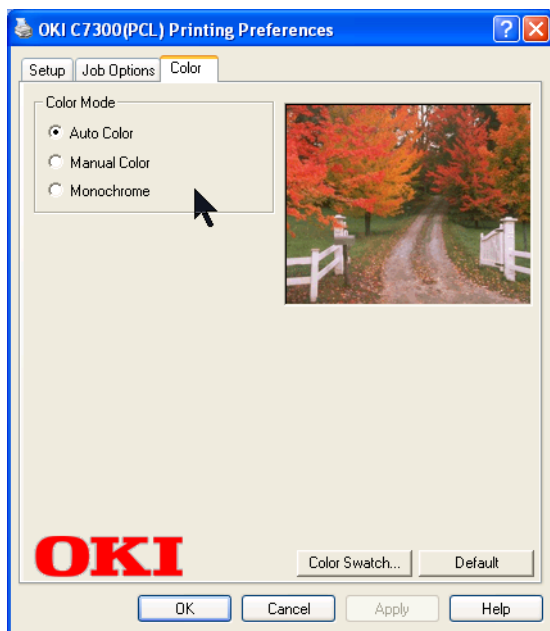 OKI C7300(PCL) Printing Preferences
Setup Job Options Color
Color Mode
Auto Color
Manual Color
Monochrome
OKI
Color Swatch... Default
OK Cancel Apply Help